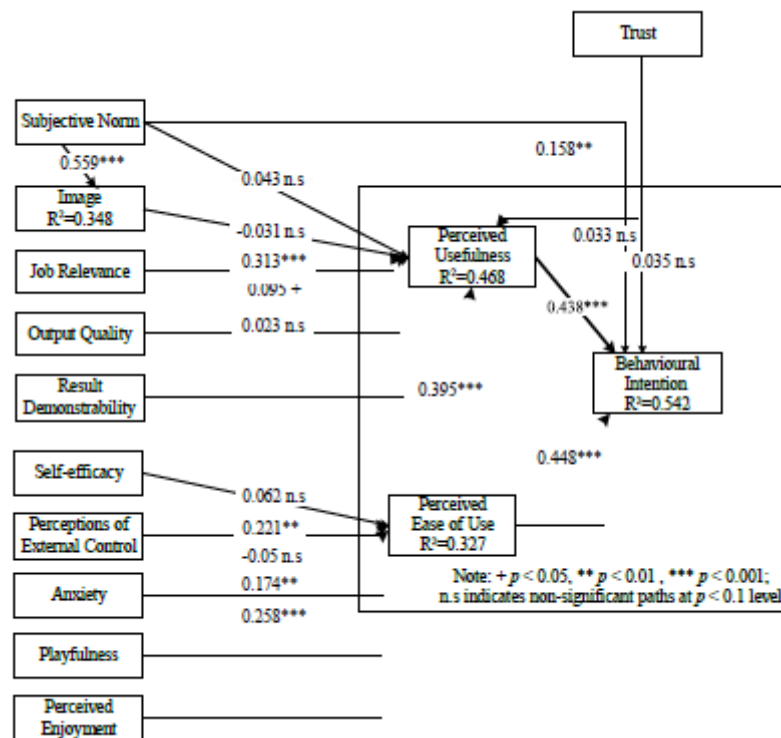 Trust
Subjective Norm
0.158**
0.559***
0.043 n.s
Image
R²=0.348
-0.031 n.s
0.033 n.s
Perceived
Usefulness
R²=0.468
Job Relevance
0.313***
0.035 n.s
0.095 +
0.438***
Output Quality
0.023 n.s
Behavioural
Intention
R²=0.542
Result
Demonstrability
0.395***
0.448***
Self-efficacy
0.062 n.s
Perceived
Ease of Use
R²=0.327
Perceptions of
External Control
0.221**
-0.05 n.s
Note: + p < 0.05, ** p < 0.01 , *** p < 0.001;
n.s indicates non-significant paths at p < 0.1 level
Anxiety
0.174**
0.258***
Playfulness
Perceived
Enjoyment